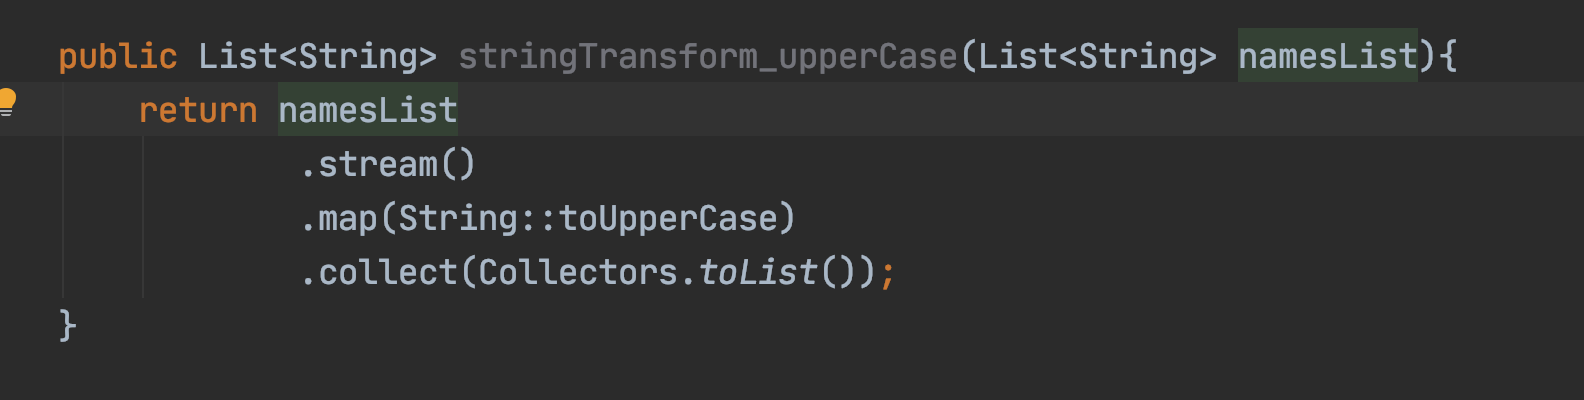 public List<String> stringTransform_upperCase(List<String> namesList){
return namesList
.stream()
.map(String::toUpperCase)
.collect(Collectors.toList());
}